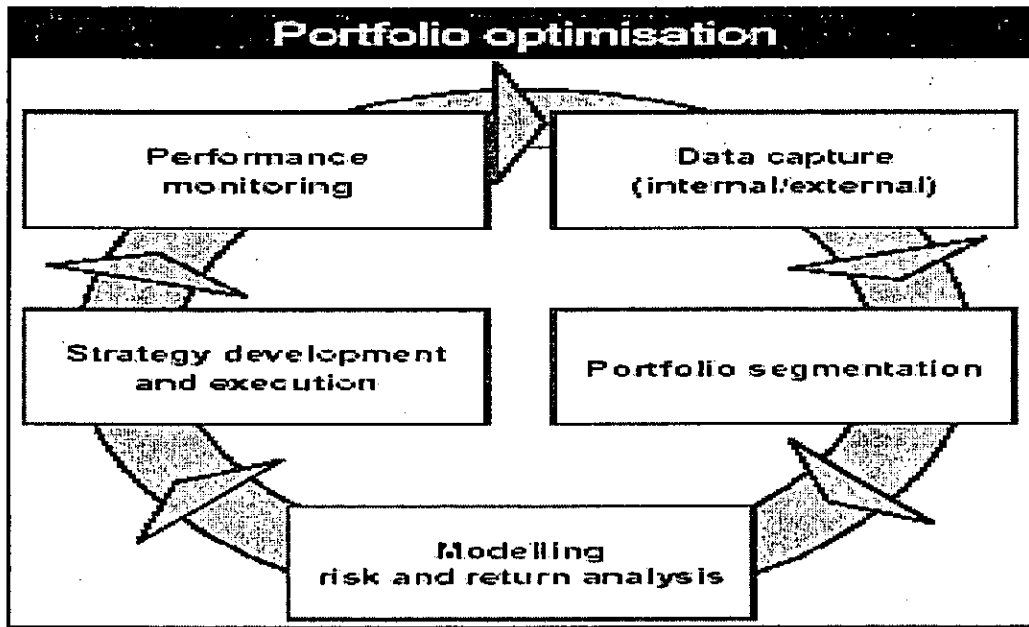 Portfolio optimisation
Performance
monitoring
Data capture
(internal/external)
Strategy development
and execution
Portfolio segmentation
Modelling
risk and return analysis